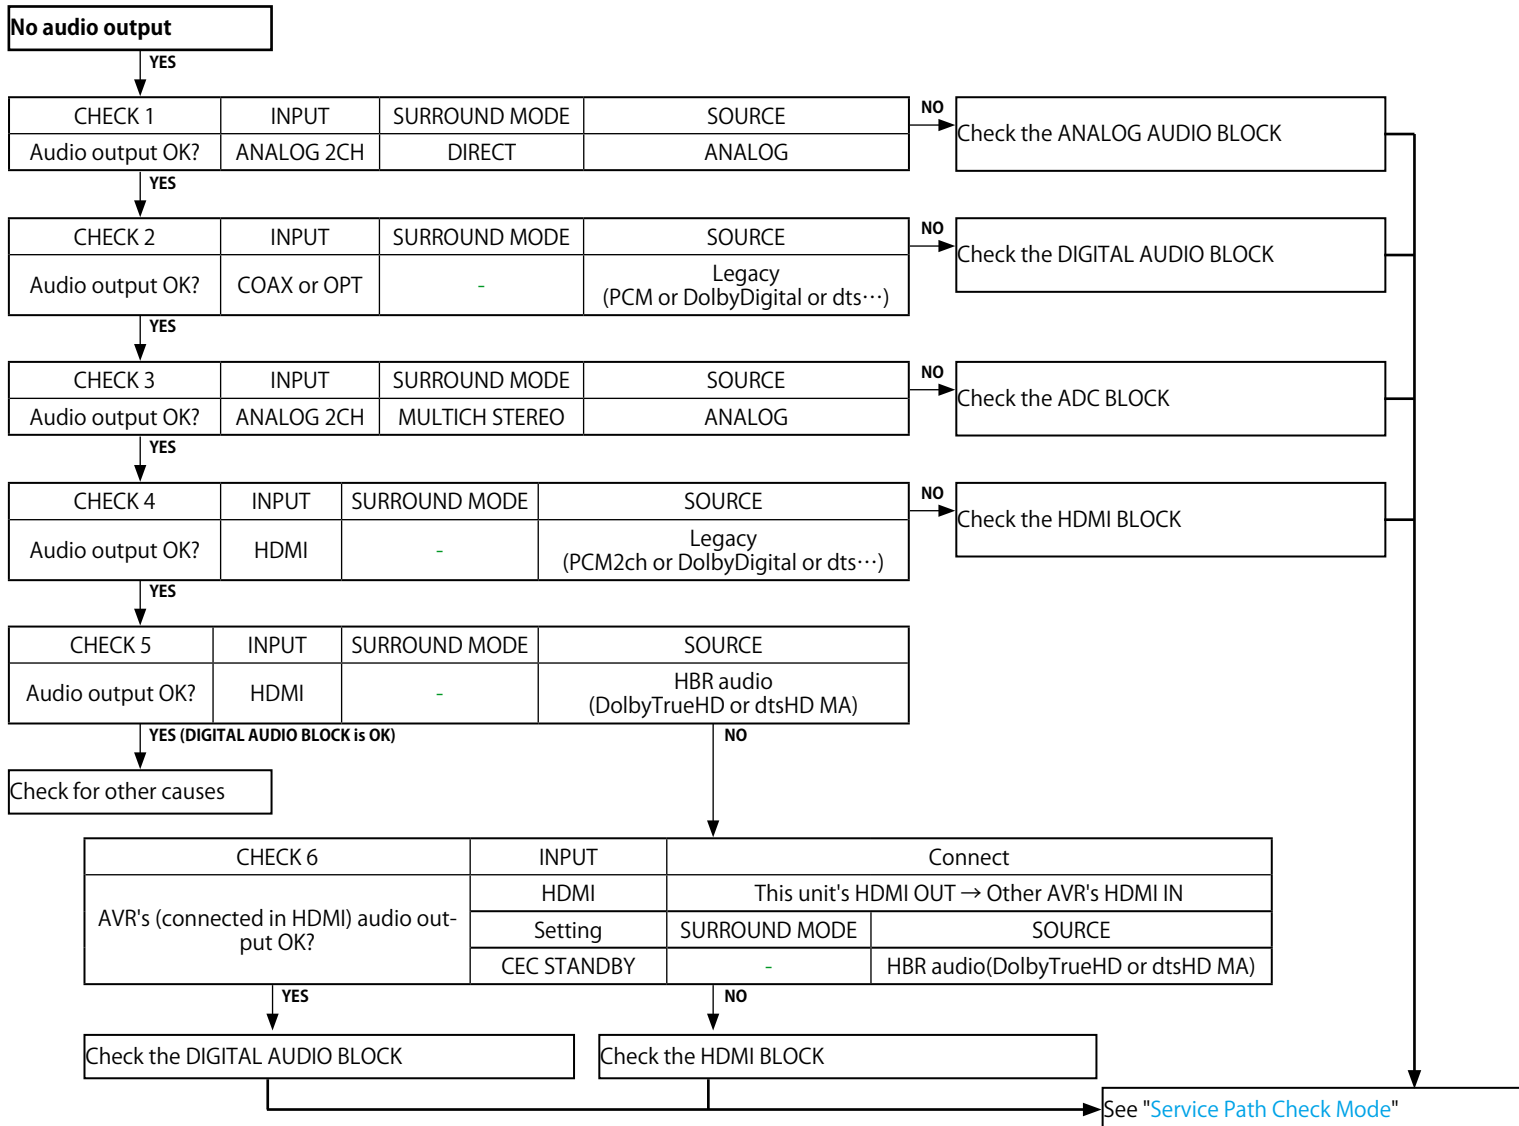 No audio output
YES
CHECK 1 INPUT SURROUND MODE SOURCE
Audio output OK? ANALOG 2CH DIRECT ANALOG
NO
Check the ANALOG AUDIO BLOCK
YES
CHECK 2 INPUT SURROUND MODE SOURCE
Audio output OK? COAX or OPT - Legacy
(PCM or DolbyDigital or dts…)
NO
Check the DIGITAL AUDIO BLOCK
YES
CHECK 3 INPUT SURROUND MODE SOURCE
Audio output OK? ANALOG 2CH MULTICH STEREO ANALOG
NO
Check the ADC BLOCK
YES
CHECK 4 INPUT SURROUND MODE SOURCE
Audio output OK? HDMI - Legacy
(PCM2ch or DolbyDigital or dts…)
NO
Check the HDMI BLOCK
YES
CHECK 5 INPUT SURROUND MODE SOURCE
Audio output OK? HDMI - HBR audio
(DolbyTrueHD or dtsHD MA)
YES (DIGITAL AUDIO BLOCK is OK)
NO
Check for other causes
CHECK 6 INPUT Connect
HDMI This unit's HDMI OUT → Other AVR's HDMI IN
AVR's (connected in HDMI) audio out-
put OK?
Setting SURROUND MODE SOURCE
CEC STANDBY - HBR audio(DolbyTrueHD or dtsHD MA)
YES
NO
Check the DIGITAL AUDIO BLOCK
Check the HDMI BLOCK
See "Service Path Check Mode"